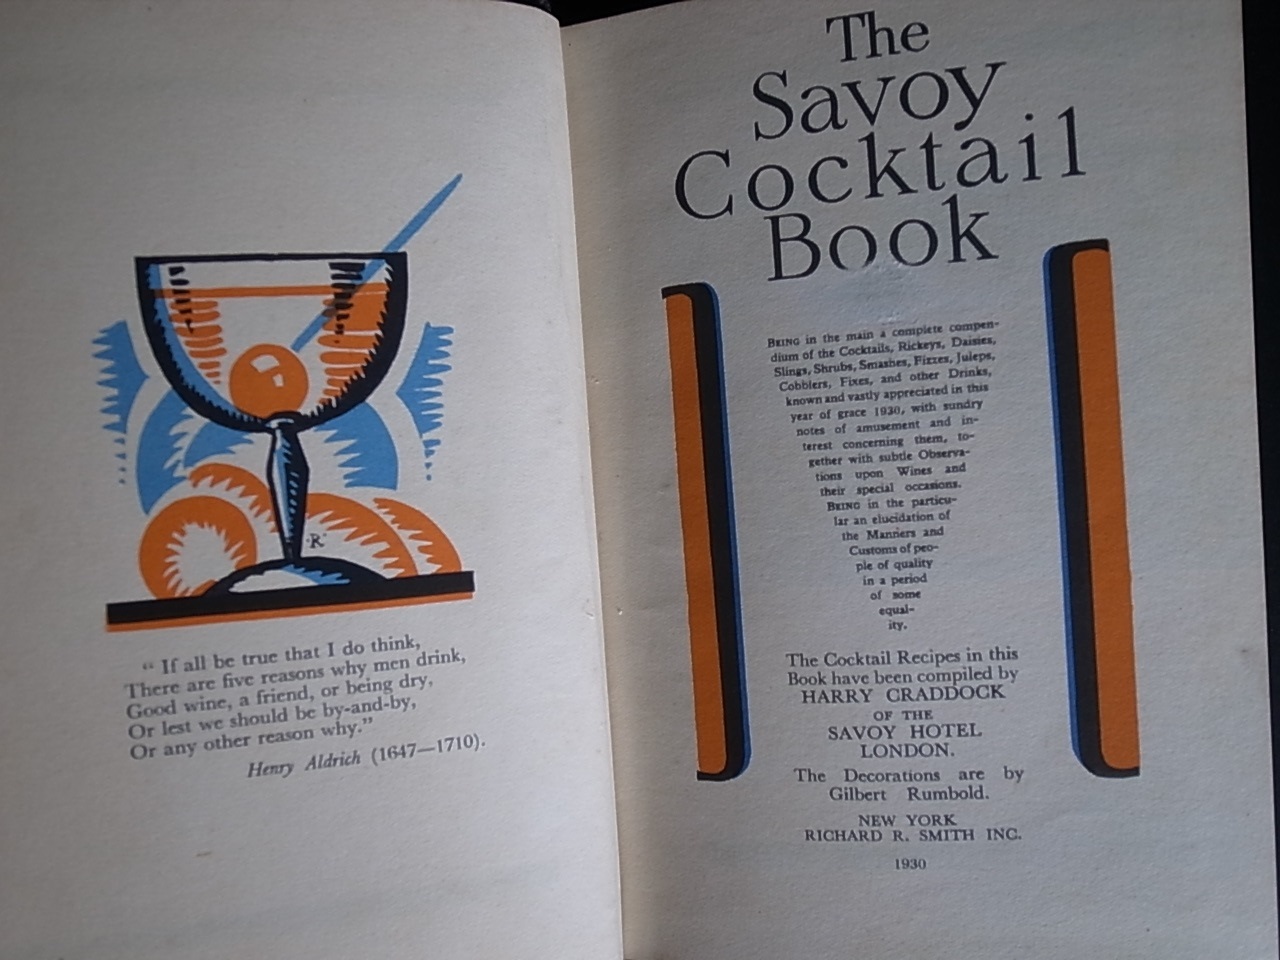 “ If all be true that I do think,
There are five reasons why men drink,
Good wine, a friend, or being dry,
Or lest we should be by-and-by,
Or any other reason why.”
Henry Aldrich (1647—1710).
·R·
The
Savoy
Cocktail
Book
BEING in the main a complete compen-
dium of the Cocktails, Rickeys, Daisies,
Slings, Shrubs, Smashes, Fizzes, Juleps,
Cobblers, Fixes, and other Drinks,
known and vastly appreciated in this
year of grace 1930, with sundry
notes of amusement and in-
terest concerning them, to-
gether with subtle Observa-
tions upon Wines and
their special occasions.
BEING in the particu-
lar an elucidation of
the Manners and
Customs of peo-
ple of quality
in a period
of some
equal-
ity.
The Cocktail Recipes in this
Book have been compiled by
HARRY CRADDOCK
OF THE
SAVOY HOTEL
LONDON.
The Decorations are by
Gilbert Rumbold.
NEW YORK
RICHARD R. SMITH INC.
1930